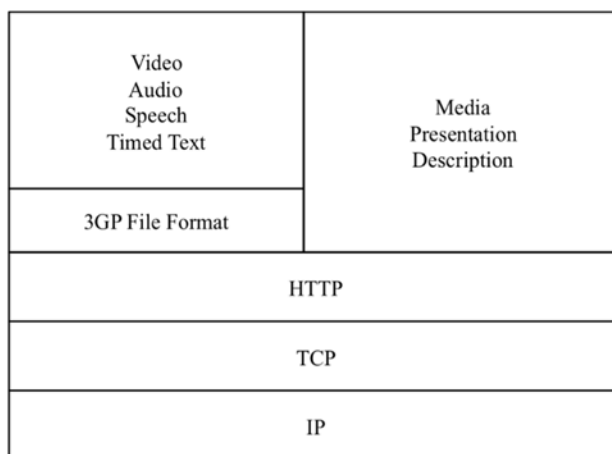 Video
Audio
Speech
Timed Text
3GP File Format
Media
Presentation
Description
HTTP
TCP
IP